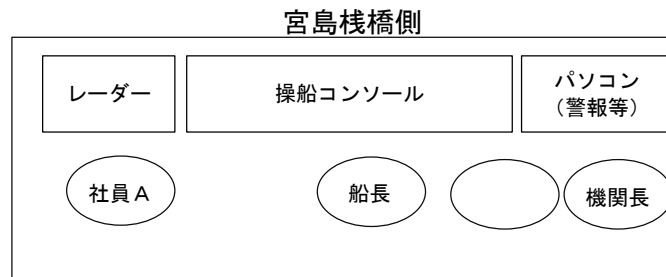 宮島桟橋側
レーダー
操船コンソール
パソコン
(警報等)
社員A
船長
機関長